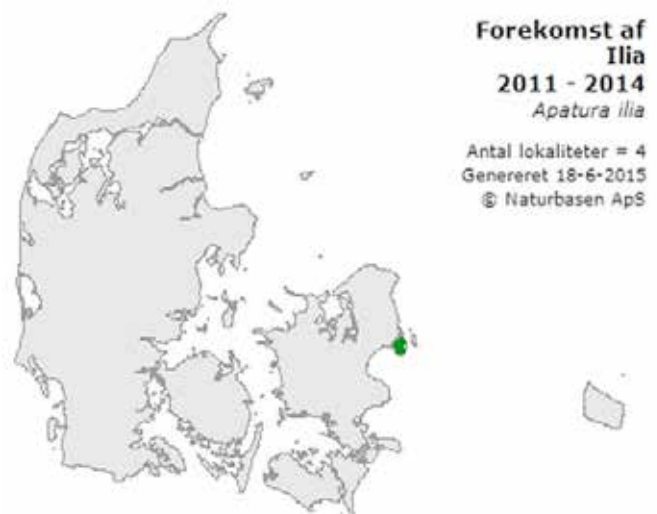 Forekomst af
Ilia
2011 - 2014
Apatura ilia
Antal lokaliteter = 4
Genereret 18-6-2015
© Naturbasen ApS